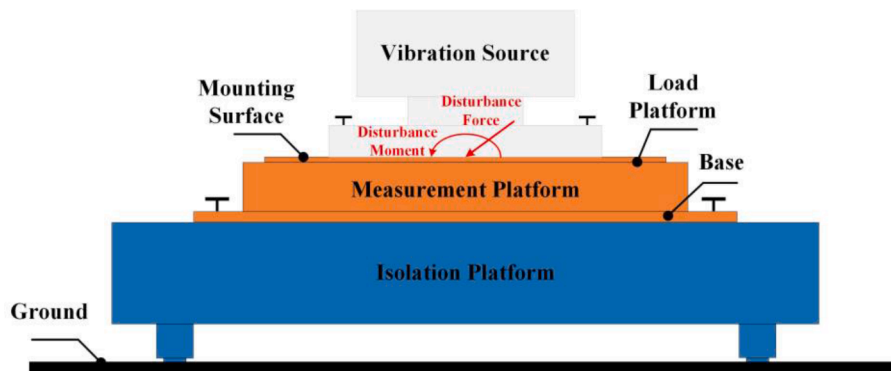 Vibration Source
Mounting
Surface
Disturbance
Force
Load
Platform
Disturbance
Moment
Base
Measurement Platform
Isolation Platform
Ground